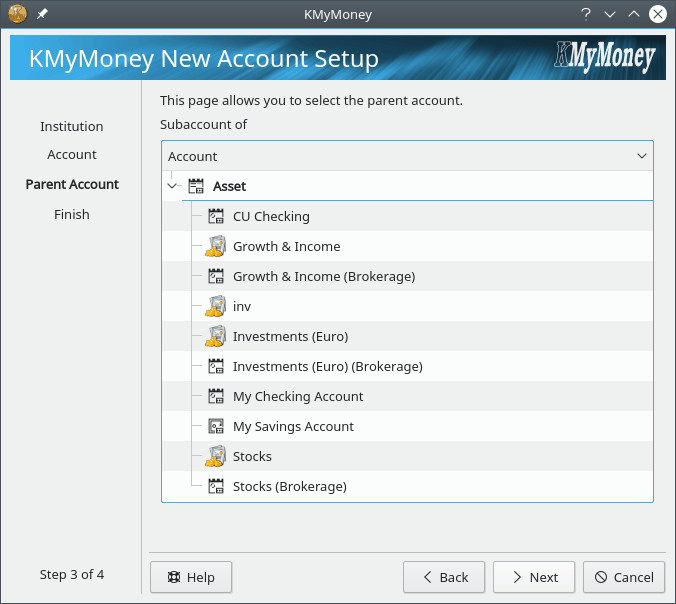 KMyMoney
?
KMyMoney New Account Setup
KMyMoney
Institution
Account
Parent Account
Finish
This page allows you to select the parent account.
Subaccount of
Account
Asset
CU Checking
Growth & Income
Growth & Income (Brokerage)
inv
Investments (Euro)
Investments (Euro) (Brokerage)
My Checking Account
My Savings Account
Stocks
Stocks (Brokerage)
Step 3 of 4
Help
Back
Next
Cancel